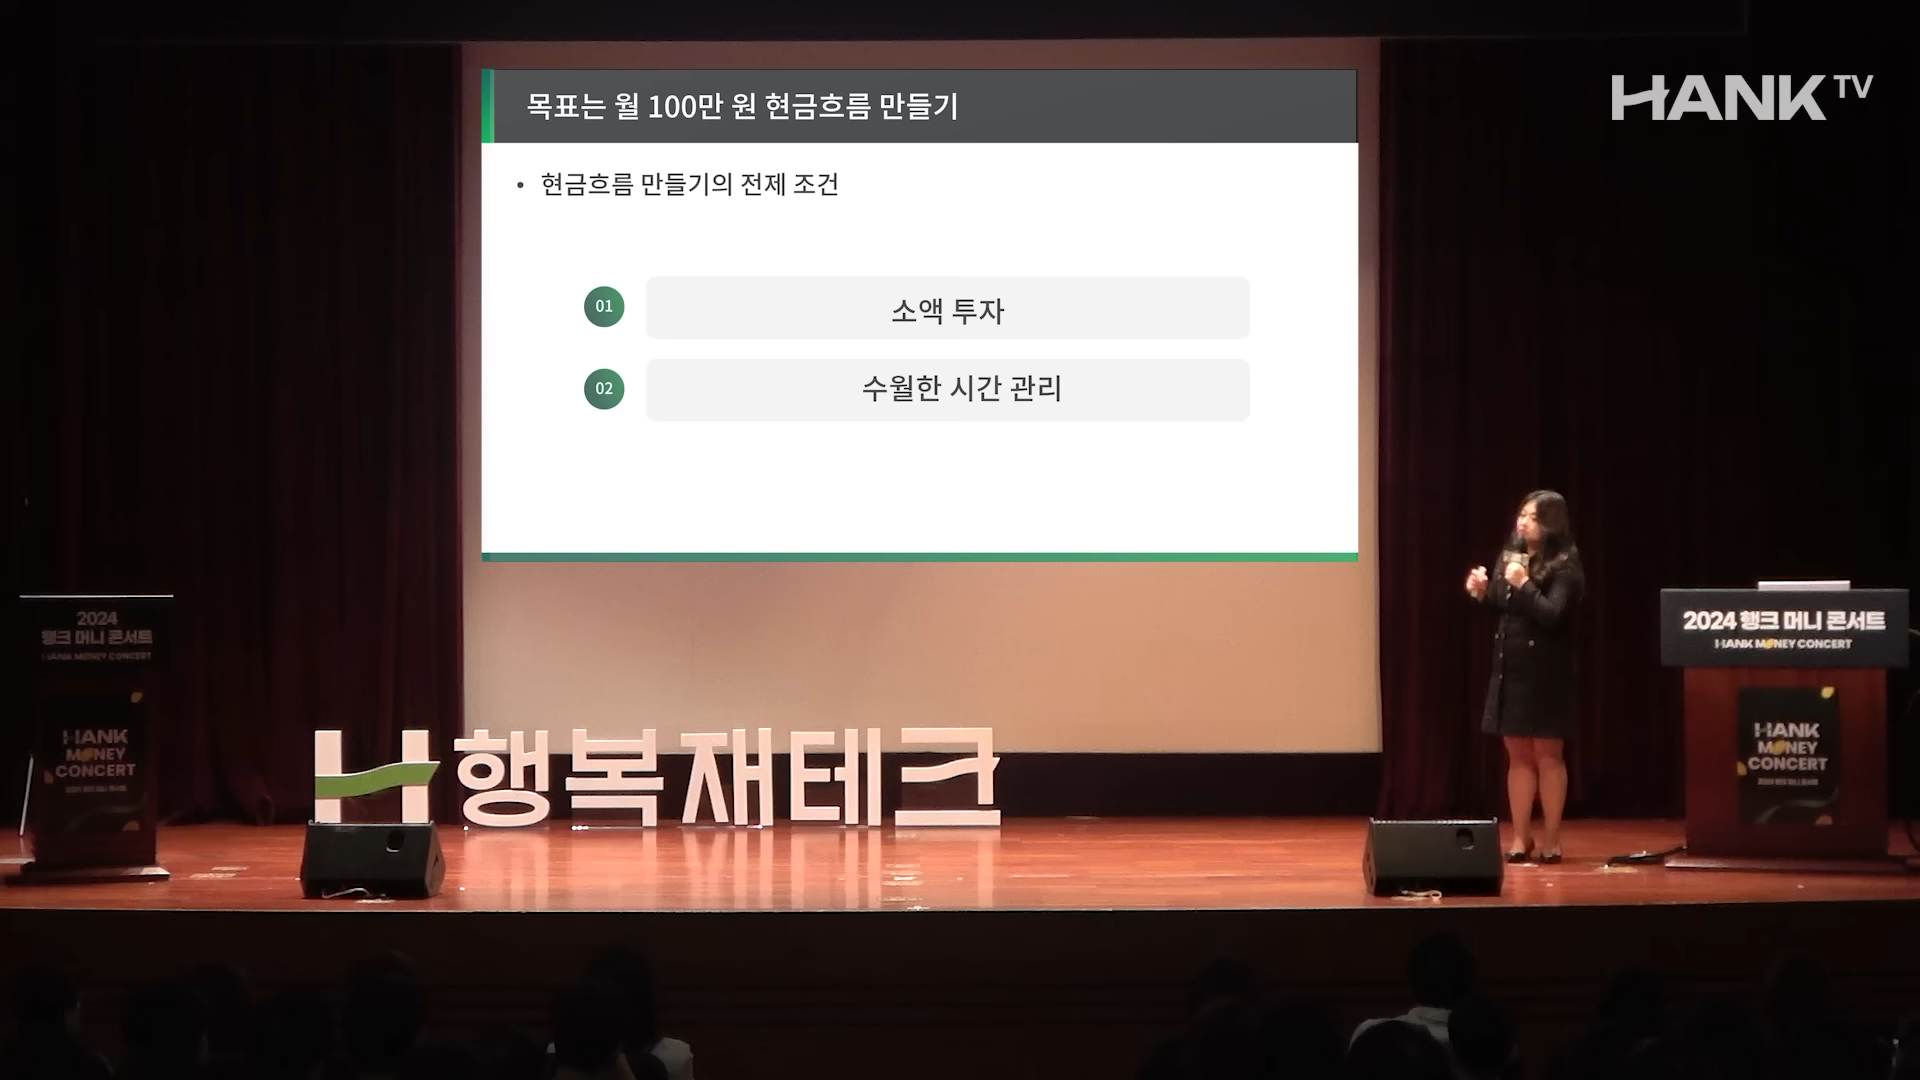 HANK TV
목표는 월 100만 원 현금흐름 만들기
• 현금흐름 만들기의 전제 조건
01 소액 투자
02 수월한 시간 관리
2024
행크 머니 콘서트
HANK MONEY CONCERT
HANK
MONEY
CONCERT
행복재테크
2024 행크 머니 콘서트
HANK MONEY CONCERT
HANK
MONEY
CONCERT